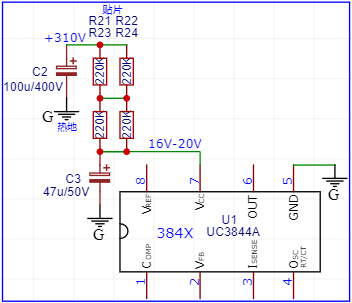 贴片
R21 R22
R23 R24
+310V
C2
100u/400V
220K
220K
G
热地
220K
220K
16V-20V
C3
47u/50V
G
8
7
6
5
VREF
VCC
OUT
GND
G
U1
384X
UC3844A
COMP
VFB
ISENSE
OSC
RT/CT
1
2
3
4